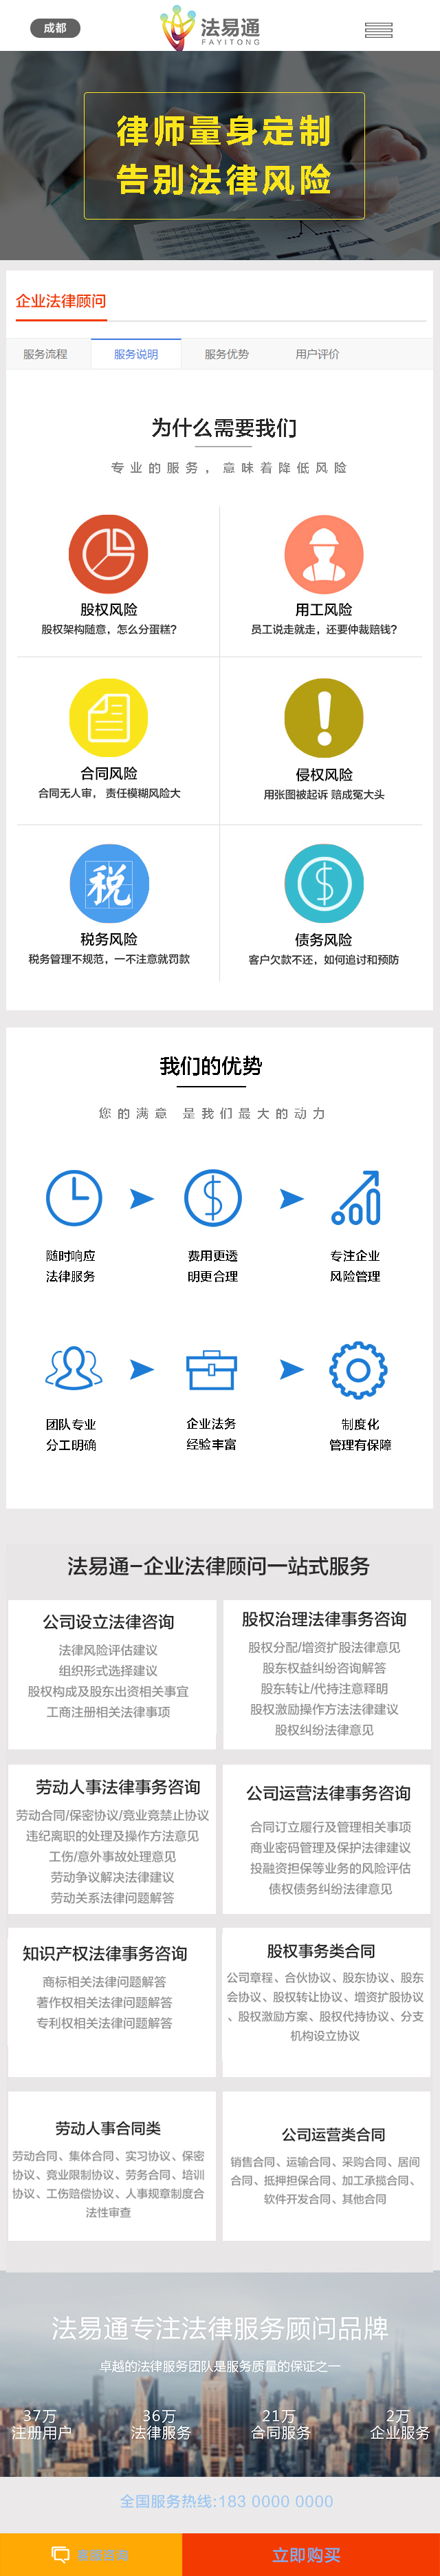 成都
法易通
FAYITONG
律师量身定制
告别法律风险
企业法律顾问
服务流程 服务说明 服务优势 用户评价
为什么需要我们
专业的服务，意味着降低风险
股权风险
股权架构随意，怎么分蛋糕？
用工风险
员工说走就走，还要仲裁赔钱？
合同风险
合同无人审， 责任模糊风险大
侵权风险
用张图被起诉 赔成冤大头
税
税务风险
税务管理不规范，一不注意就罚款
债务风险
客户欠款不还，如何追讨和预防
我们的优势
您的满意 是我们最大的动力
随时响应
法律服务
费用更透
明更合理
专注企业
风险管理
团队专业
分工明确
企业法务
经验丰富
制度化
管理有保障
法易通-企业法律顾问一站式服务
公司设立法律咨询
法律风险评估建议
组织形式选择建议
股权构成及股东出资相关事宜
工商注册相关法律事项
股权治理法律事务咨询
股权分配/增资扩股法律意见
股东权益纠纷咨询解答
股东转让/代持注意释明
股权激励操作方法法律建议
股权纠纷法律意见
劳动人事法律事务咨询
劳动合同/保密协议/竞业竞禁止协议
违纪离职的处理及操作方法意见
工伤/意外事故处理意见
劳动争议解决法律建议
劳动关系法律问题解答
公司运营法律事务咨询
合同订立履行及管理相关事项
商业密码管理及保护法律建议
投融资担保等业务的风险评估
债权债务纠纷法律意见
知识产权法律事务咨询
商标相关法律问题解答
著作权相关法律问题解答
专利权相关法律问题解答
股权事务类合同
公司章程、合伙协议、股东协议、股东
会协议、股权转让协议、增资扩股协议
、股权激励方案、股权代持协议、分支
机构设立协议
劳动人事合同类
劳动合同、集体合同、实习协议、保密
协议、竞业限制协议、劳务合同、培训
协议、工伤赔偿协议、人事规章制度合
法性审查
公司运营类合同
销售合同、运输合同、采购合同、居间
合同、抵押担保合同、加工承揽合同、
软件开发合同、其他合同
法易通专注法律服务顾问品牌
卓越的法律服务团队是服务质量的保证之一
37万 36万 21万 2万
注册用户 法律服务 合同服务 企业服务
全国服务热线:183 0000 0000
客服咨询 立即购买